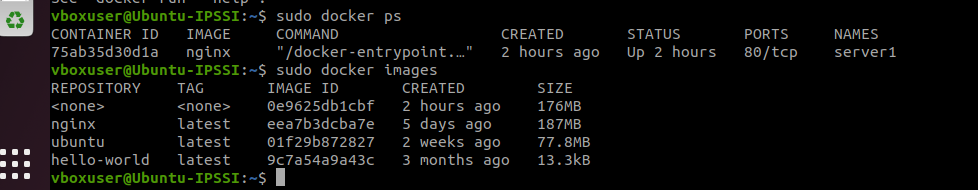 See 'docker run --help'.
vboxuser@Ubuntu-IPSSI:~$ sudo docker ps
CONTAINER ID   IMAGE     COMMAND                  CREATED       STATUS       PORTS     NAMES
75ab35d30d1a   nginx     "/docker-entrypoint.…"   2 hours ago   Up 2 hours   80/tcp    server1
vboxuser@Ubuntu-IPSSI:~$ sudo docker images
REPOSITORY    TAG       IMAGE ID       CREATED        SIZE
<none>        <none>    0e9625db1cbf   2 hours ago    176MB
nginx         latest    eea7b3dcba7e   5 days ago     187MB
ubuntu        latest    01f29b872827   2 weeks ago    77.8MB
hello-world   latest    9c7a54a9a43c   3 months ago   13.3kB
vboxuser@Ubuntu-IPSSI:~$